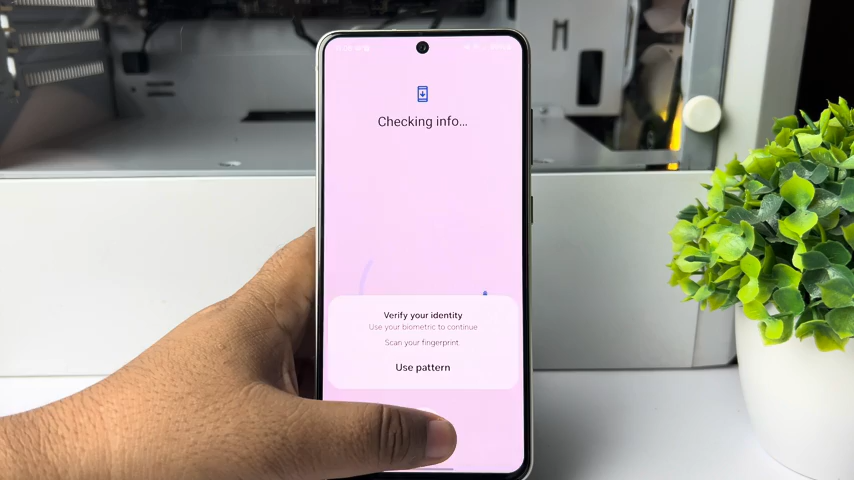 Checking info...
Verify your identity
Use your biometric to continue
Scan your fingerprint
Use pattern